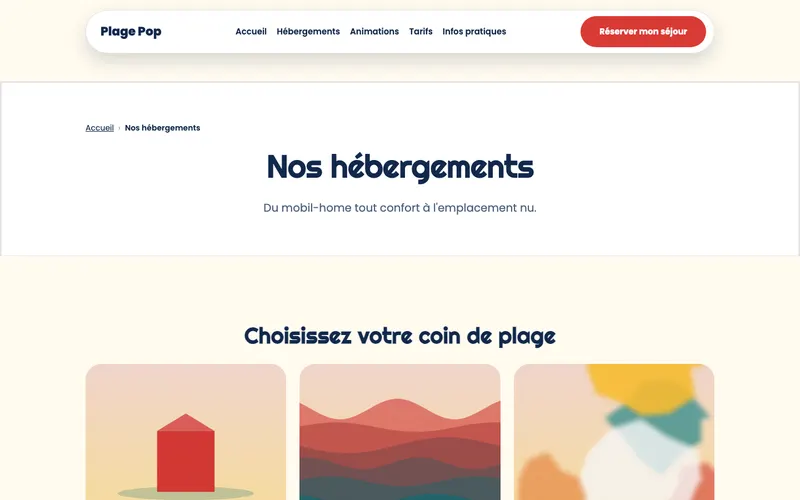 Plage Pop
Accueil Hébergements Animations Tarifs Infos pratiques
Réserver mon séjour
Accueil › Nos hébergements
Nos hébergements
Du mobil-home tout confort à l'emplacement nu.
Choisissez votre coin de plage